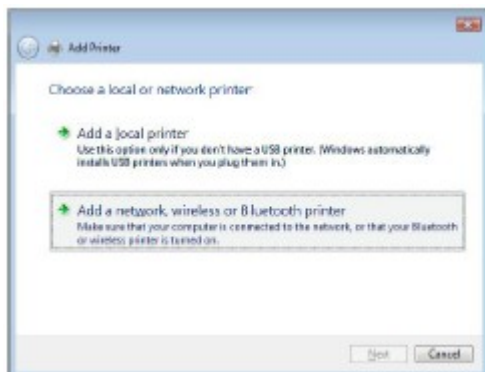 Add Printer
Choose a local or network printer
Add a local printer
Use this option only if you don't have a USB printer. (Windows automatically
installs USB printers when you plug them in.)
Add a network, wireless or Bluetooth printer
Make sure that your computer is connected to the network, or that your Bluetooth
or wireless printer is turned on.
Next
Cancel